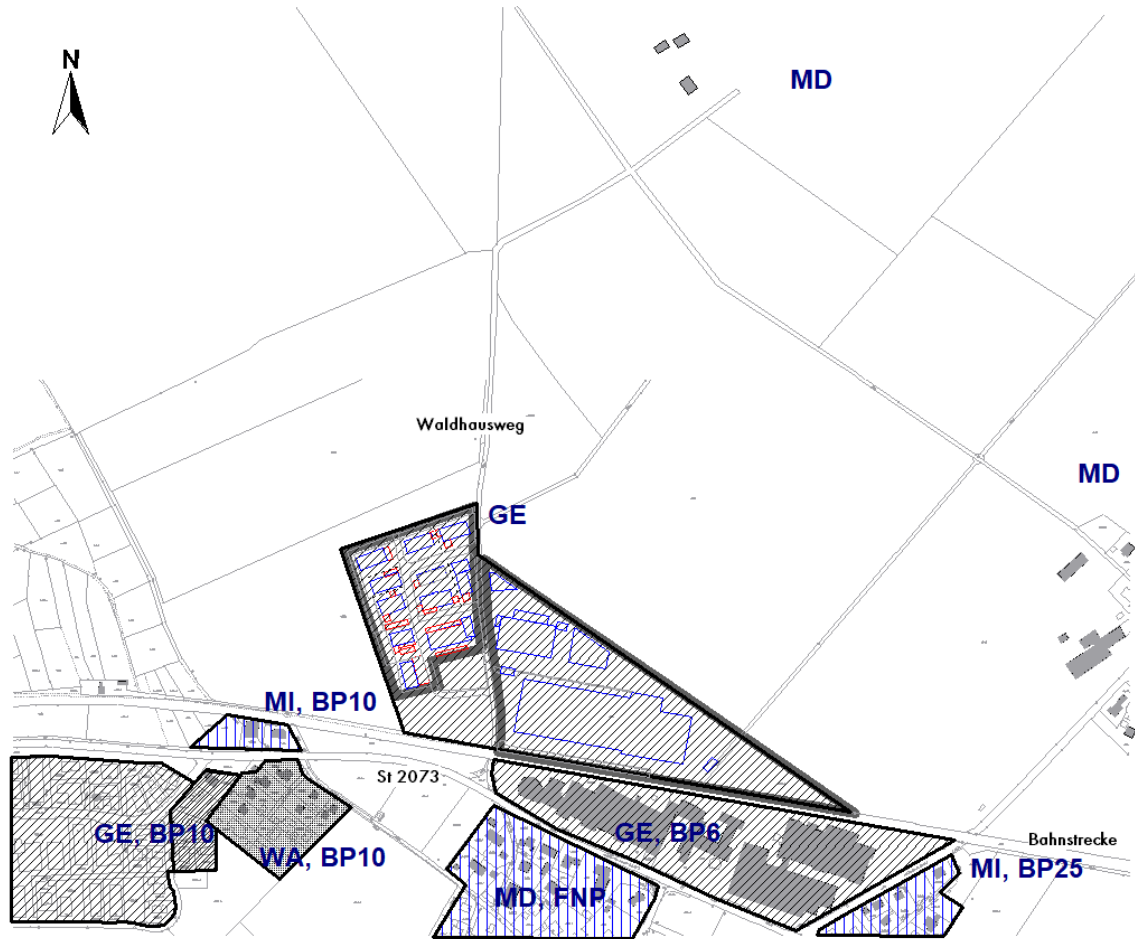 N
MD
Waldhausweg
MD
GE
MI, BP10
St 2073
GE, BP10
GE, BP6
WA, BP10
Bahnstrecke
MI, BP25
MD, FNP